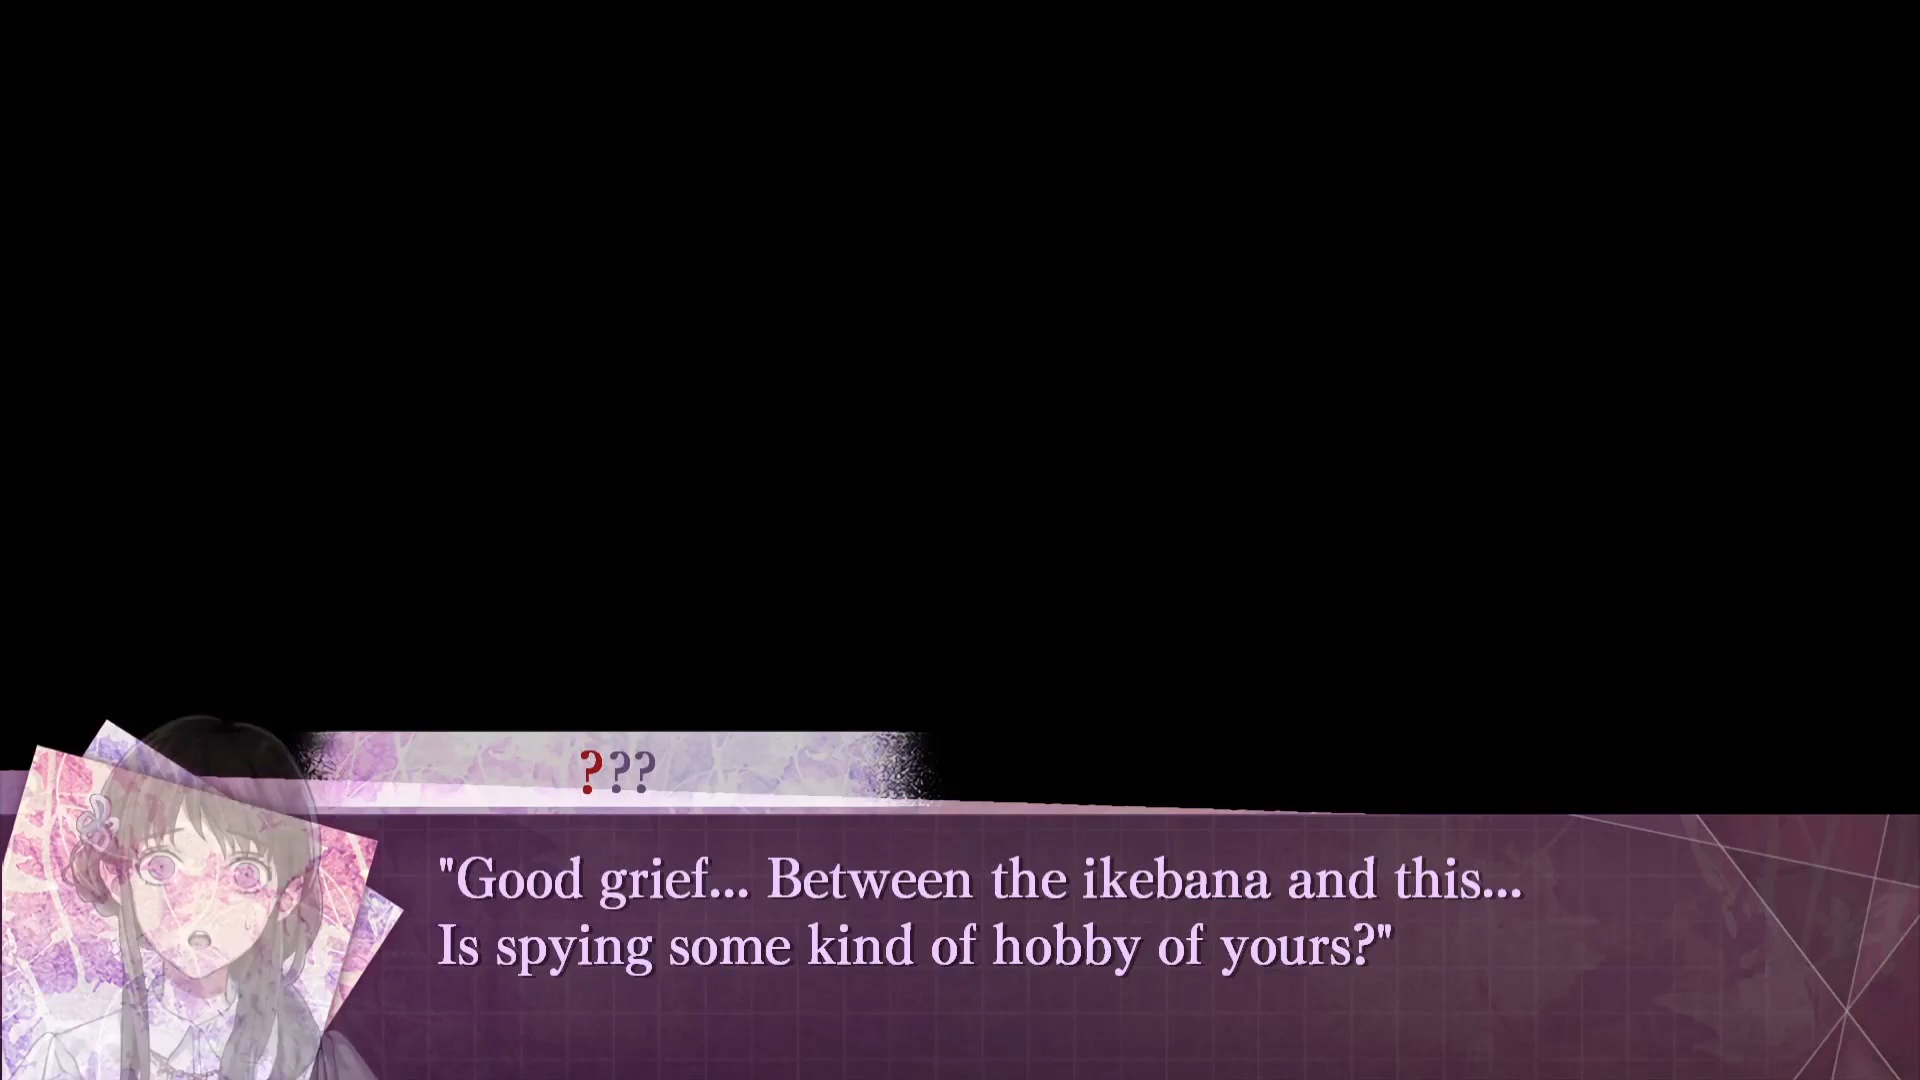 ???
"Good grief... Between the ikebana and this...
Is spying some kind of hobby of yours?"